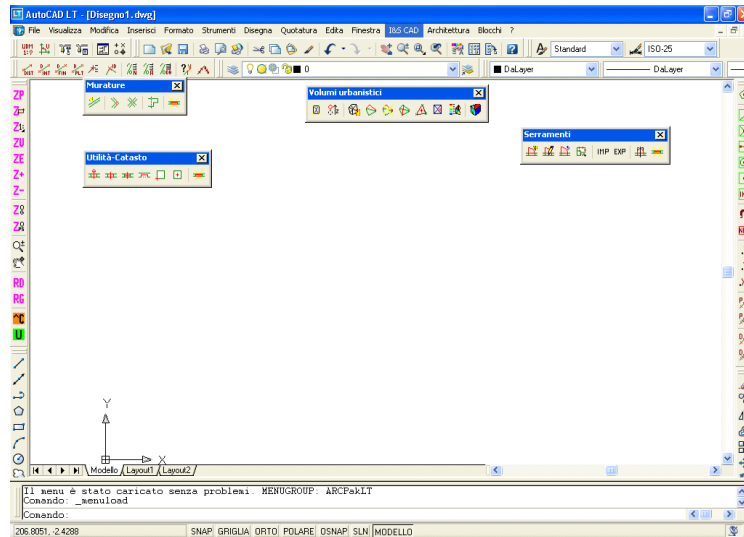 AutoCAD LT - [Disegno1.dwg]
File Visualizza Modifica Inserisci Formato Strumenti Disegna Quotatura Edita Finestra I&S CAD Architettura Blocchi ?
Standard ISO-25
0 DaLayer DaLayer
ZP
ZU
ZE
Z+
Z-
RD
RG
^C
U
Murature
Volumi urbanistici
Serramenti
IMP EXP
Utilità-Catasto
Y
X
Modello Layout1 Layout2
Il menu è stato caricato senza problemi. MENUGROUP: ARCPakLT
Comando: _menuload
Comando:
206.8051, -2.4288 SNAP GRIGLIA ORTO POLARE OSNAP SLN MODELLO